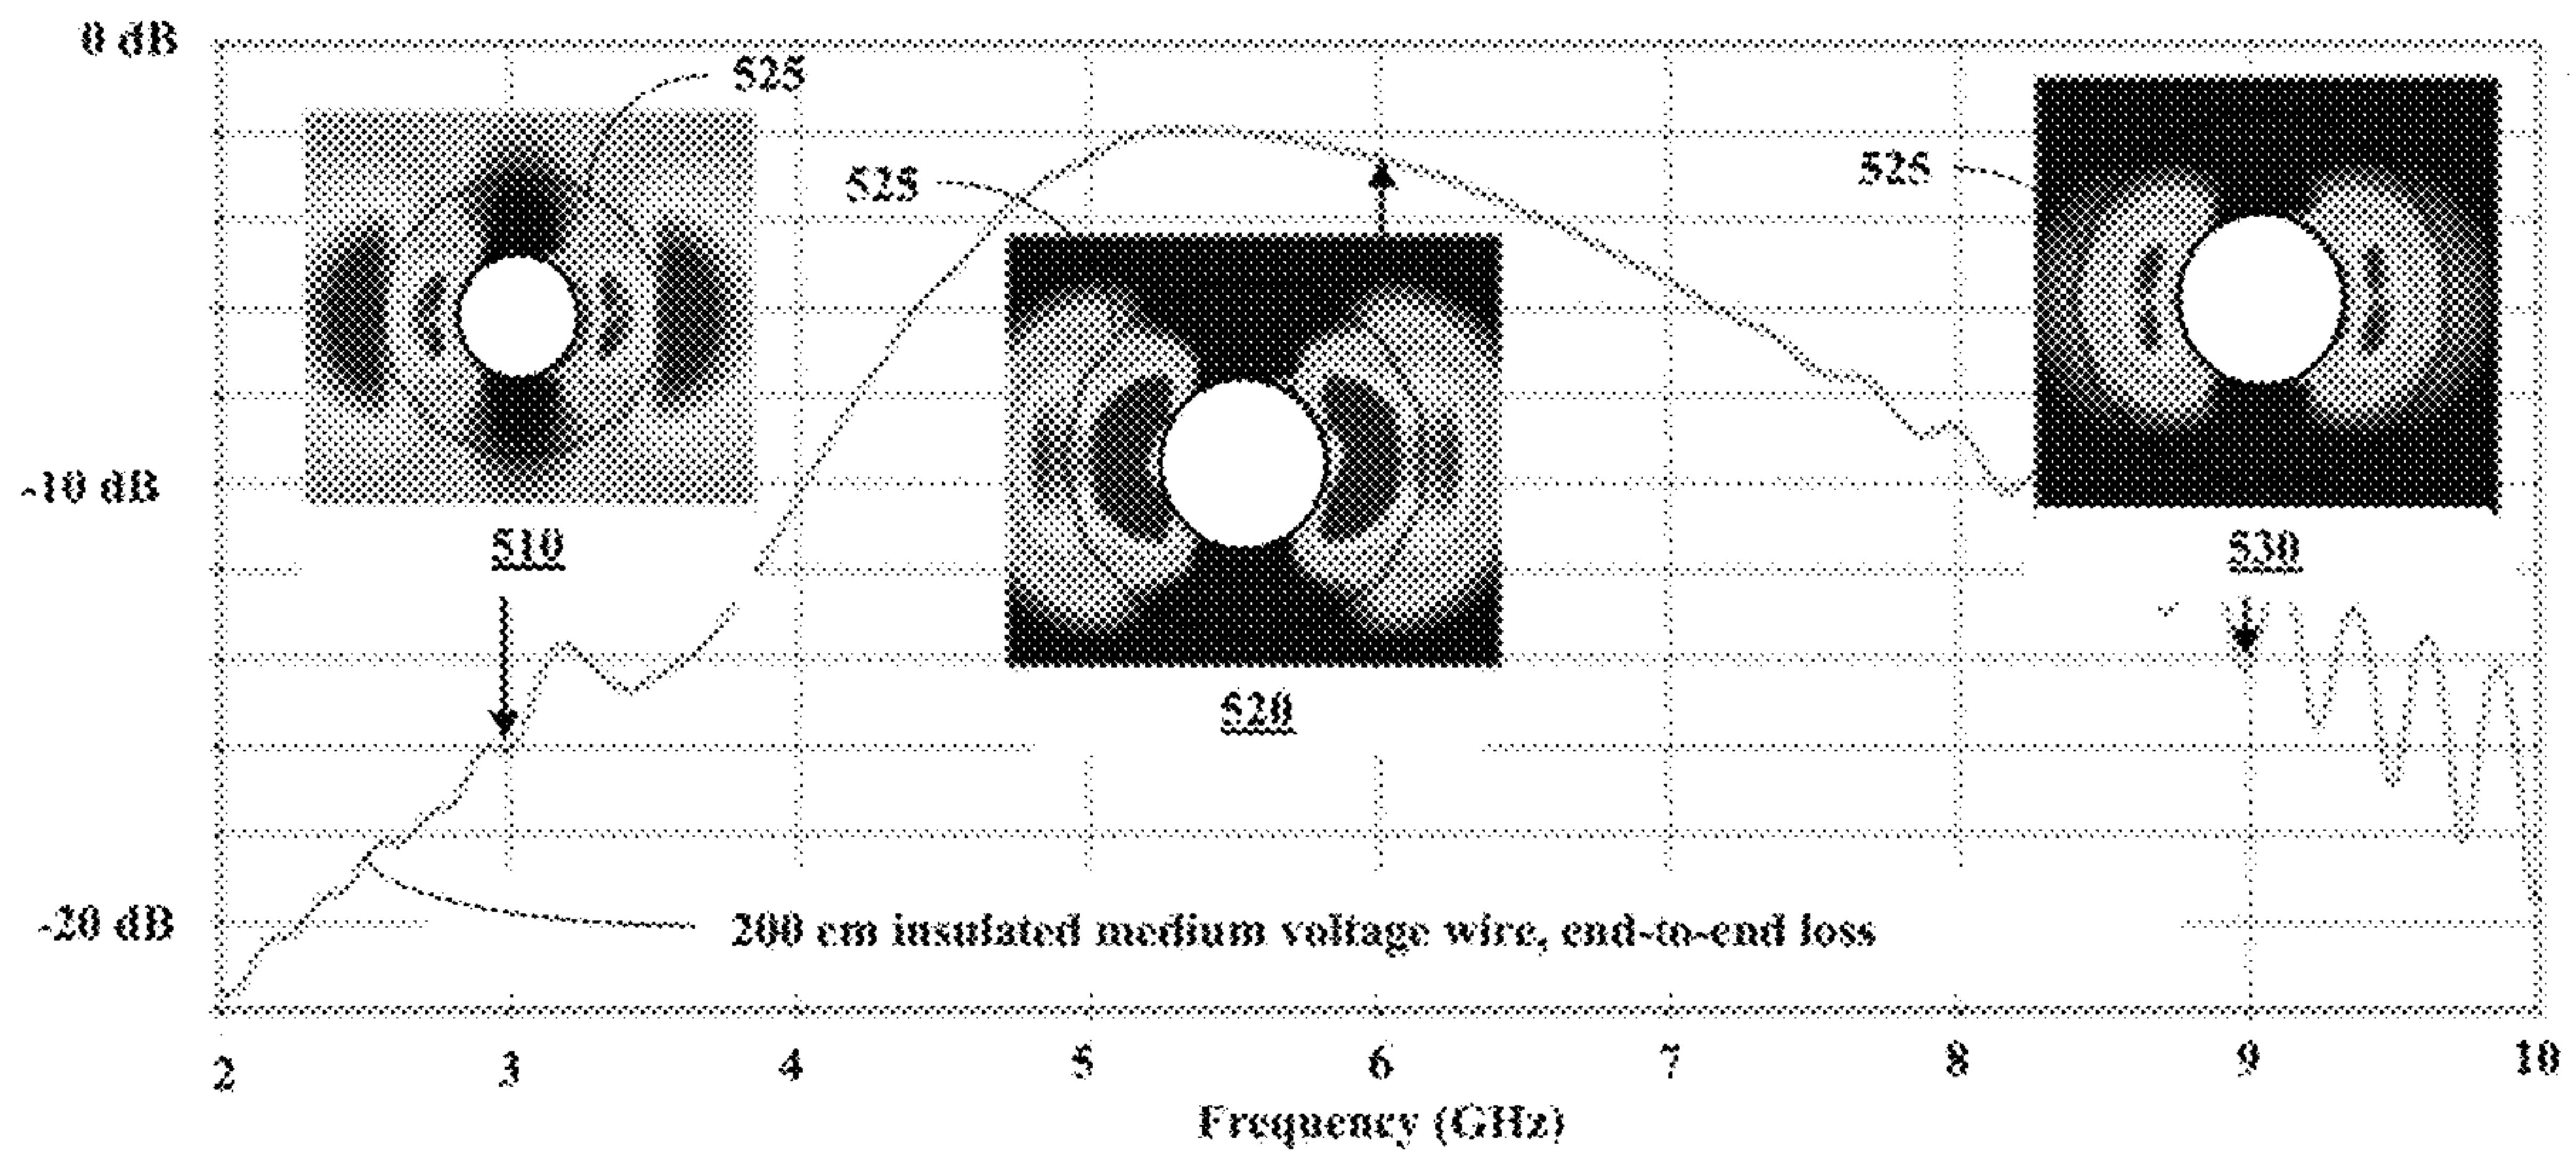 0 dB
525
525
525
-10 dB
510
530
520
-20 dB
200 cm insulated medium voltage wire, end-to-end loss
2 3 4 5 6 7 8 9 10
Frequency (GHz)